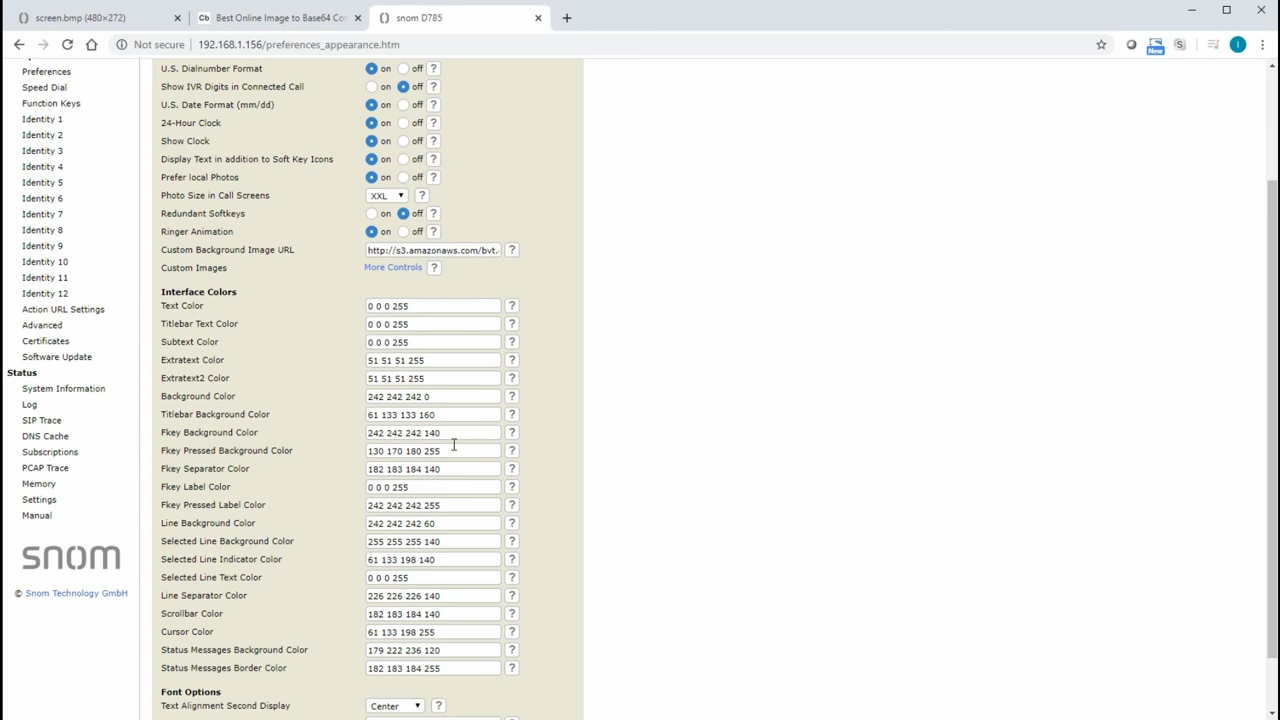 screen.bmp (480×272)
Best Online Image to Base64 Co
snom D785
Not secure
192.168.1.156/preferences_appearance.htm
New
I
Preferences
Speed Dial
Function Keys
Identity 1
Identity 2
Identity 3
Identity 4
Identity 5
Identity 6
Identity 7
Identity 8
Identity 9
Identity 10
Identity 11
Identity 12
Action URL Settings
Advanced
Certificates
Software Update
Status
System Information
Log
SIP Trace
DNS Cache
Subscriptions
PCAP Trace
Memory
Settings
Manual
snom
© Snom Technology GmbH
U.S. Dialnumber Format on off ?
Show IVR Digits in Connected Call on off ?
U.S. Date Format (mm/dd) on off ?
24-Hour Clock on off ?
Show Clock on off ?
Display Text in addition to Soft Key Icons on off ?
Prefer local Photos on off ?
Photo Size in Call Screens XXL ?
Redundant Softkeys on off ?
Ringer Animation on off ?
Custom Background Image URL http://s3.amazonaws.com/bvt. ?
Custom Images More Controls ?
Interface Colors
Text Color 0 0 0 255 ?
Titlebar Text Color 0 0 0 255 ?
Subtext Color 0 0 0 255 ?
Extratext Color 51 51 51 255 ?
Extratext2 Color 51 51 51 255 ?
Background Color 242 242 242 0 ?
Titlebar Background Color 61 133 133 160 ?
Fkey Background Color 242 242 242 140 ?
Fkey Pressed Background Color 130 170 180 255 ?
Fkey Separator Color 182 183 184 140 ?
Fkey Label Color 0 0 0 255 ?
Fkey Pressed Label Color 242 242 242 255 ?
Line Background Color 242 242 242 60 ?
Selected Line Background Color 255 255 255 140 ?
Selected Line Indicator Color 61 133 198 140 ?
Selected Line Text Color 0 0 0 255 ?
Line Separator Color 226 226 226 140 ?
Scrollbar Color 182 183 184 140 ?
Cursor Color 61 133 198 255 ?
Status Messages Background Color 179 222 236 120 ?
Status Messages Border Color 182 183 184 255 ?
Font Options
Text Alignment Second Display Center ?